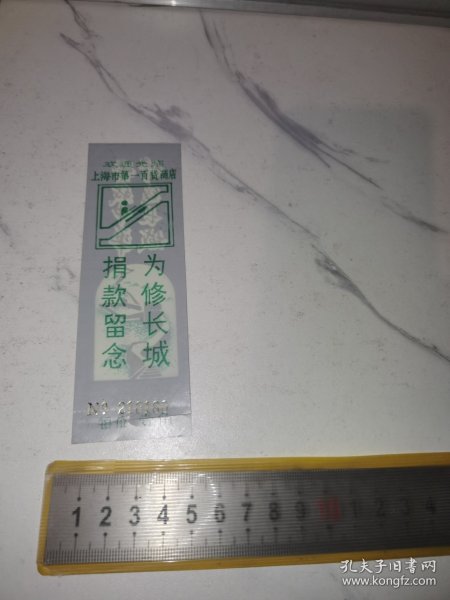 欢迎光临
上海市第一百货商店
为修长城
捐款留念
1 2 3 4 5 6 7 8 9 10 1 2 3 4
孔夫子旧书网
www.kongfz.com